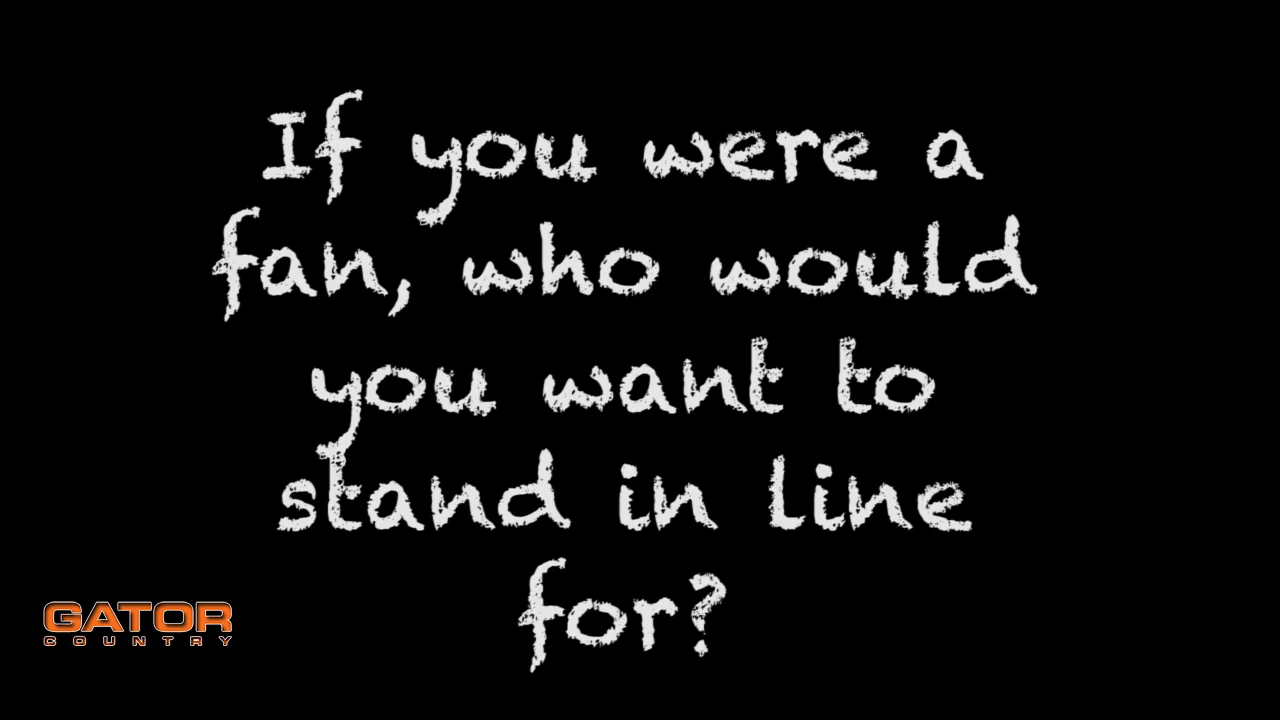 If you were a
fan, who would
you want to
stand in line
for?
GATOR
COUNTRY